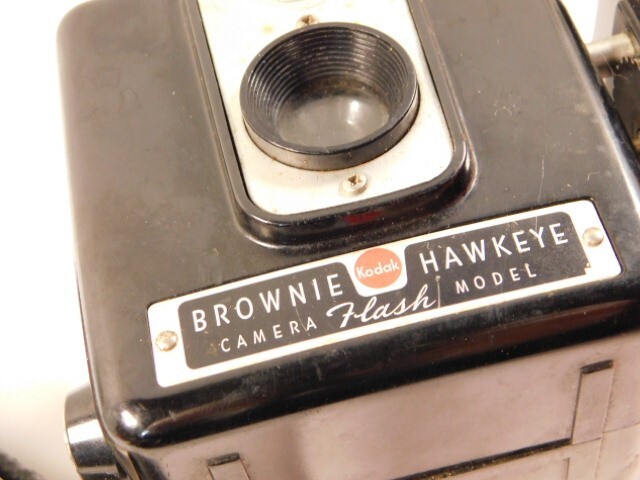 BROWNIE Kodak HAWKEYE
CAMERA Flash MODEL